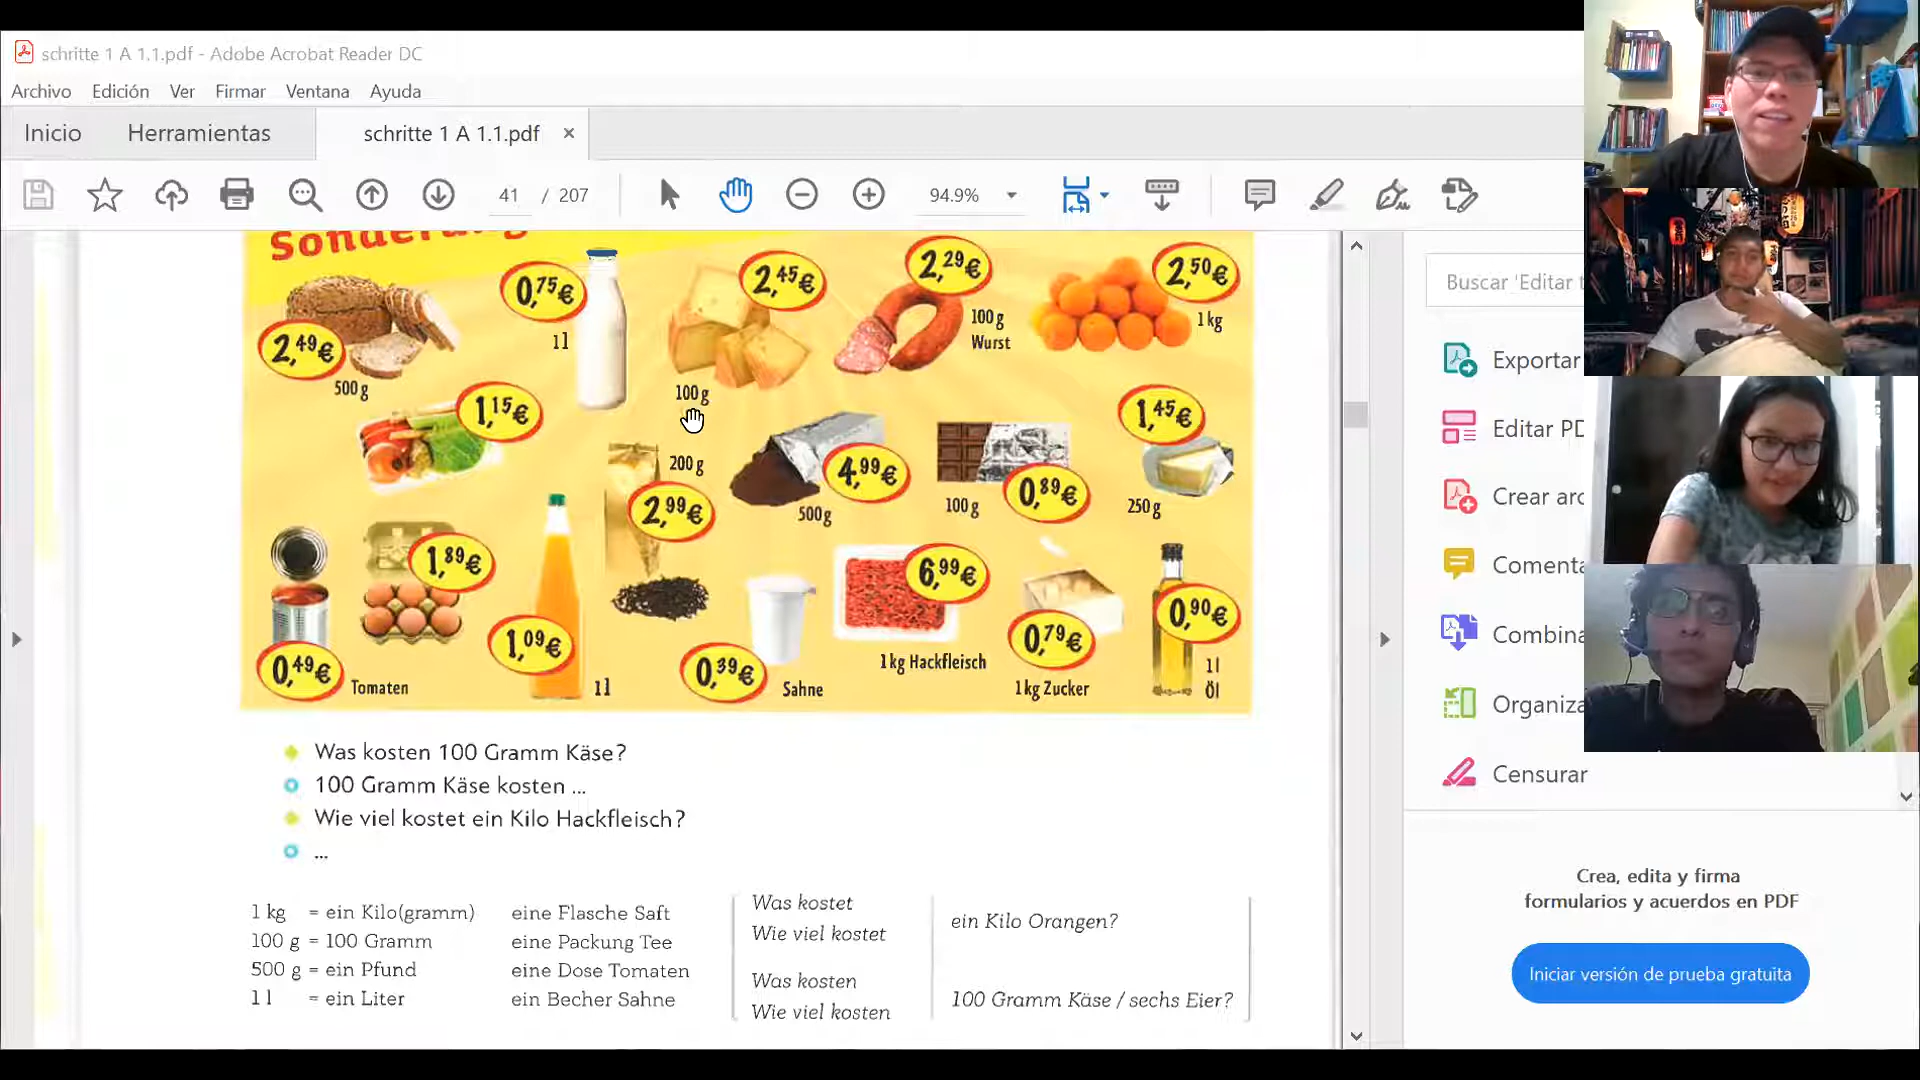 schritte 1 A 1.1.pdf - Adobe Acrobat Reader DC
Archivo Edición Ver Firmar Ventana Ayuda
Inicio Herramientas schritte 1 A 1.1.pdf ×
41 / 207 94.9%
2,49€
500 g
0,75€
1 l
2,45€
100 g
2,29€
100 g
Wurst
2,50€
1 kg
1,15€
200 g
2,99€
4,99€
500 g
0,89€
100 g
1,45€
250 g
0,49€
Tomaten
1,89€
1,09€
1 l
0,39€
Sahne
6,99€
1 kg Hackfleisch
0,79€
1 kg Zucker
0,90€
1 l
Öl
Was kosten 100 Gramm Käse?
100 Gramm Käse kosten ...
Wie viel kostet ein Kilo Hackfleisch?
...
1 kg = ein Kilo(gramm)
100 g = 100 Gramm
500 g = ein Pfund
1 l = ein Liter
eine Flasche Saft
eine Packung Tee
eine Dose Tomaten
ein Becher Sahne
Was kostet
Wie viel kostet
ein Kilo Orangen?
Was kosten
Wie viel kosten
100 Gramm Käse / sechs Eier?
Buscar 'Editar
Exportar
Editar
Crear
Organiza
Censurar
Crea, edita y firma
formularios y acuerdos en PDF
Iniciar versión de prueba gratuita